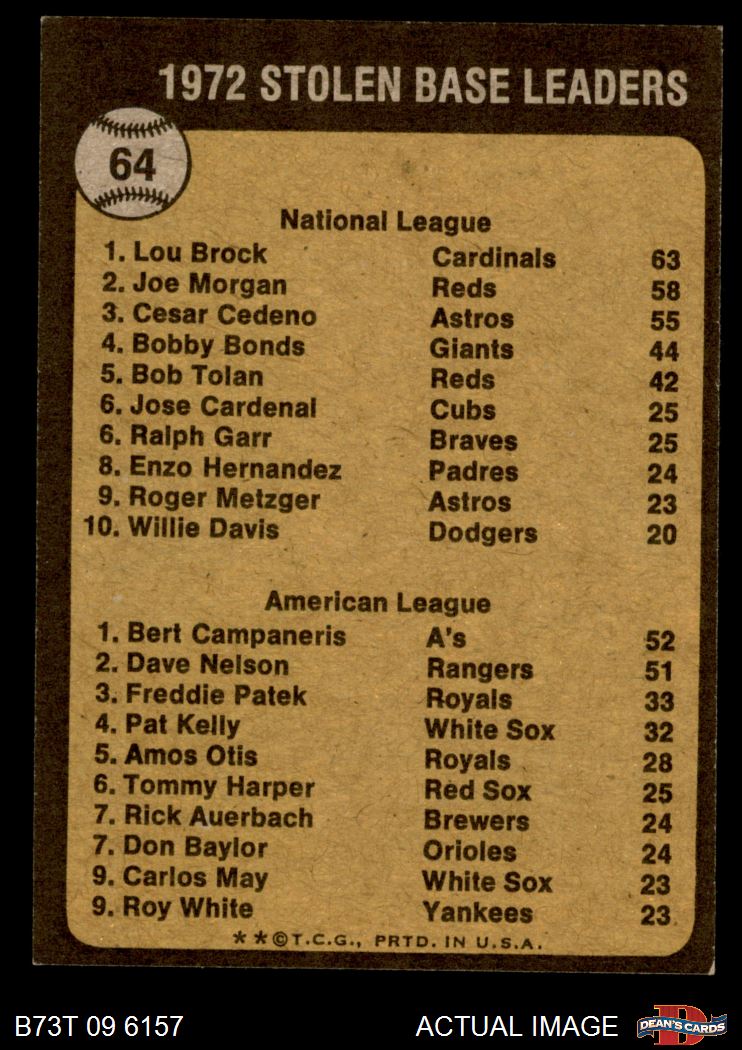 1972 STOLEN BASE LEADERS
64
National League
1. Lou Brock Cardinals 63
2. Joe Morgan Reds 58
3. Cesar Cedeno Astros 55
4. Bobby Bonds Giants 44
5. Bob Tolan Reds 42
6. Jose Cardenal Cubs 25
6. Ralph Garr Braves 25
8. Enzo Hernandez Padres 24
9. Roger Metzger Astros 23
10. Willie Davis Dodgers 20
American League
1. Bert Campaneris A's 52
2. Dave Nelson Rangers 51
3. Freddie Patek Royals 33
4. Pat Kelly White Sox 32
5. Amos Otis Royals 28
6. Tommy Harper Red Sox 25
7. Rick Auerbach Brewers 24
7. Don Baylor Orioles 24
9. Carlos May White Sox 23
9. Roy White Yankees 23
* * © T.C.G., PRTD. IN U.S.A.
B73T 09 6157 ACTUAL IMAGE
D
DEAN'S CARDS